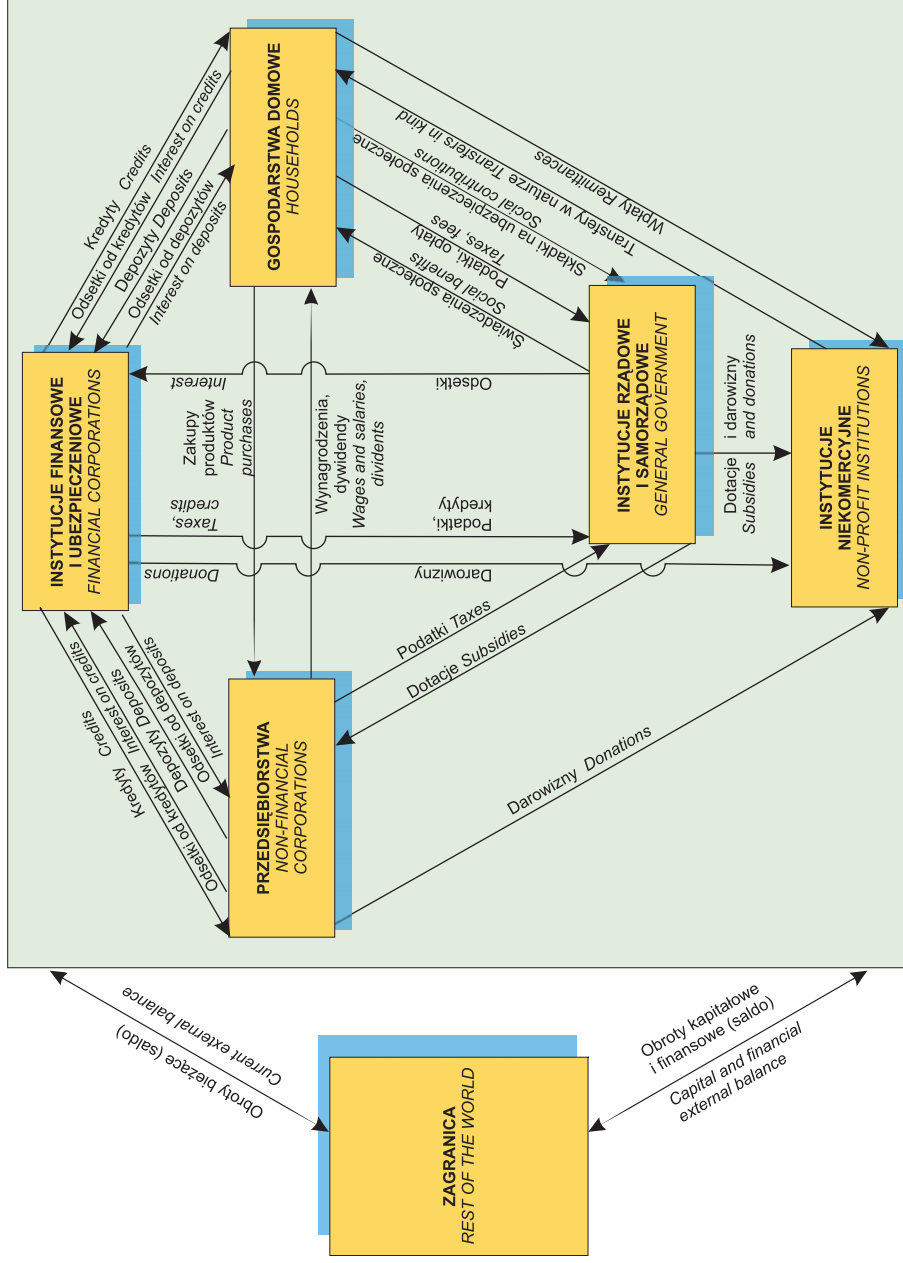 INSTYTUCJE FINANSOWE
I UBEZPIECZENIOWE
FINANCIAL CORPORATIONS
Kredyty Credits
Odsetki od kredytów Interest on credits
Depozyty Deposits
Odsetki od depozytów
Interest on deposits
Kredyty Credits
Odsetki od kredytów Interest on credits
Depozyty Deposits
Odsetki od depozytów
Interest on deposits
PRZEDSIĘBIORSTWA
NON-FINANCIAL
CORPORATIONS
GOSPODARSTWA DOMOWE
HOUSEHOLDS
Zakupy
produktów
Product
purchases
Wynagrodzenia,
dywidendy
Wages and salaries,
dividents
Donations
Darowizny
Taxes,
credits
Podatki,
kredyty
Interest
Odsetki
Świadczenia społeczne
Social benefits
Podatki, opłaty
Taxes, fees
Składki na ubezpieczenia społeczne
Social contributions
Transfery w naturze Transfers in kind
Wpłaty Remittances
Podatki Taxes
Dotacje Subsidies
Darowizny Donations
INSTYTUCJE RZĄDOWE
I SAMORZĄDOWE
GENERAL GOVERNMENT
Dotacje i darowizny
Subsidies and donations
INSTYTUCJE
NIEKOMERCYJNE
NON-PROFIT INSTITUTIONS
Obroty bieżące (saldo)
Current external balance
ZAGRANICA
REST OF THE WORLD
Obroty kapitałowe
i finansowe (saldo)
Capital and financial
external balance